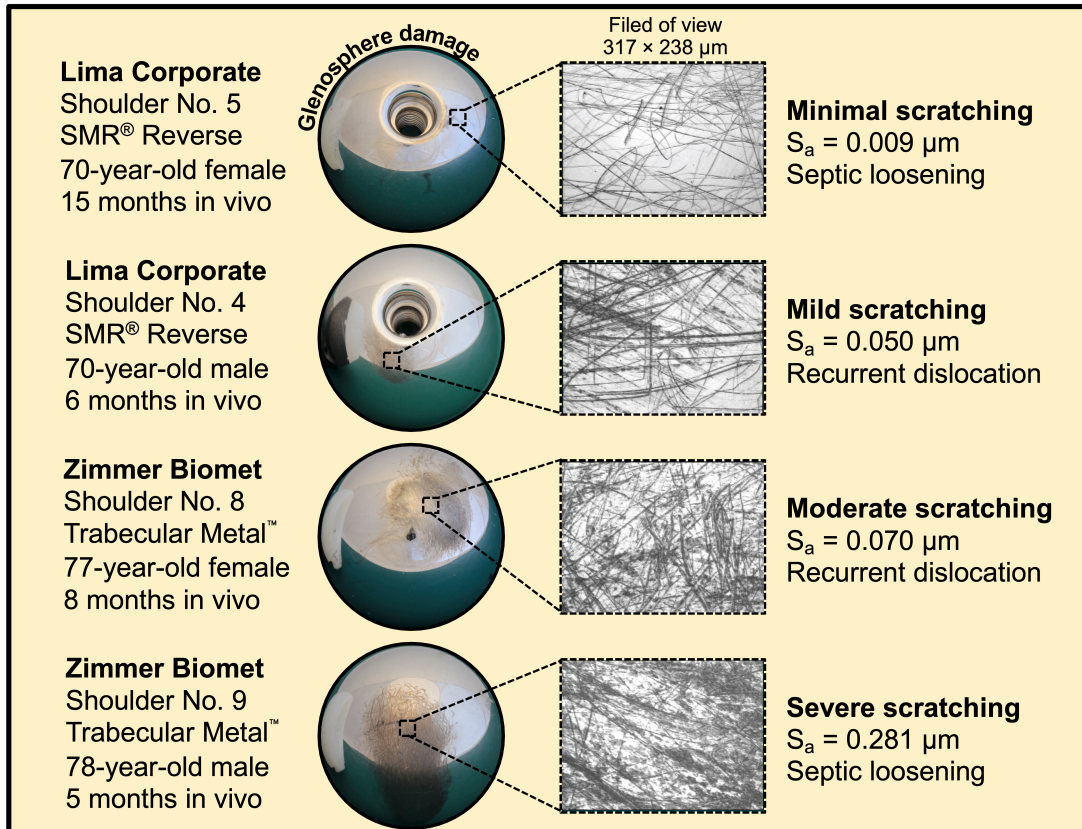 Glenosphere damage
Filed of view
317 × 238 µm
Lima Corporate
Shoulder No. 5
SMR® Reverse
70-year-old female
15 months in vivo
Minimal scratching
Sa = 0.009 µm
Septic loosening
Lima Corporate
Shoulder No. 4
SMR® Reverse
70-year-old male
6 months in vivo
Mild scratching
Sa = 0.050 µm
Recurrent dislocation
Zimmer Biomet
Shoulder No. 8
Trabecular Metal™
77-year-old female
8 months in vivo
Moderate scratching
Sa = 0.070 µm
Recurrent dislocation
Zimmer Biomet
Shoulder No. 9
Trabecular Metal™
78-year-old male
5 months in vivo
Severe scratching
Sa = 0.281 µm
Septic loosening